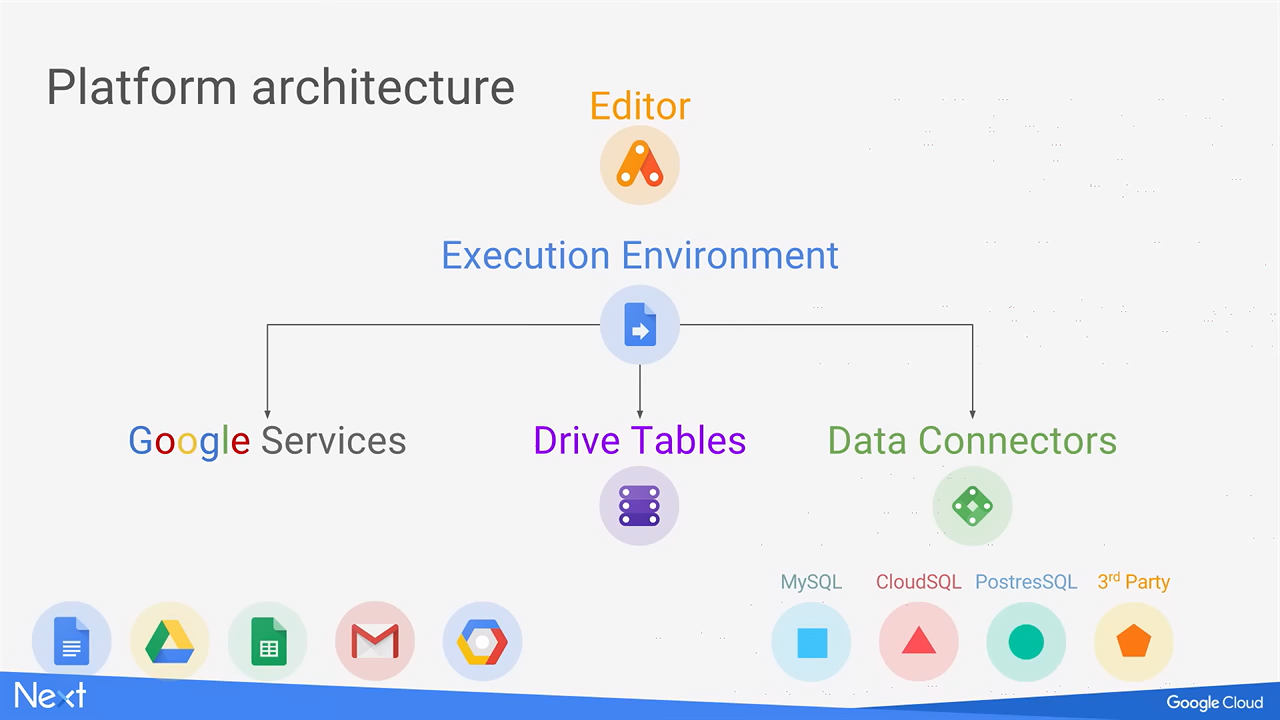 Platform architecture
Editor
Execution Environment
Google Services
Drive Tables
Data Connectors
MySQL
CloudSQL
PostresSQL
3rd Party
Next
Google Cloud